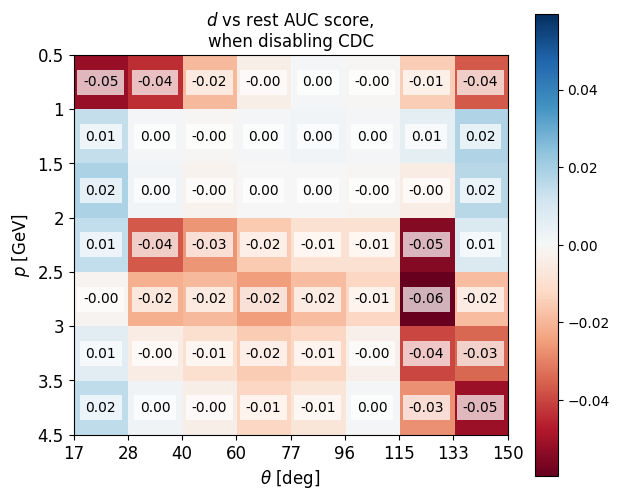 d vs rest AUC score,
when disabling CDC
0.5
-0.05 -0.04 -0.02 -0.00 0.00 -0.00 -0.01 -0.04
1
0.01 0.00 -0.00 0.00 0.00 0.00 0.01 0.02
1.5
0.02 0.00 -0.00 0.00 0.00 -0.00 -0.00 0.02
2
0.01 -0.04 -0.03 -0.02 -0.01 -0.01 -0.05 0.01
2.5
-0.00 -0.02 -0.02 -0.02 -0.02 -0.01 -0.06 -0.02
3
0.01 -0.00 -0.01 -0.02 -0.01 -0.00 -0.04 -0.03
3.5
0.02 0.00 -0.00 -0.01 -0.01 0.00 -0.03 -0.05
4.5
p [GeV]
17 28 40 60 77 96 115 133 150
θ [deg]
0.04
0.02
0.00
−0.02
−0.04